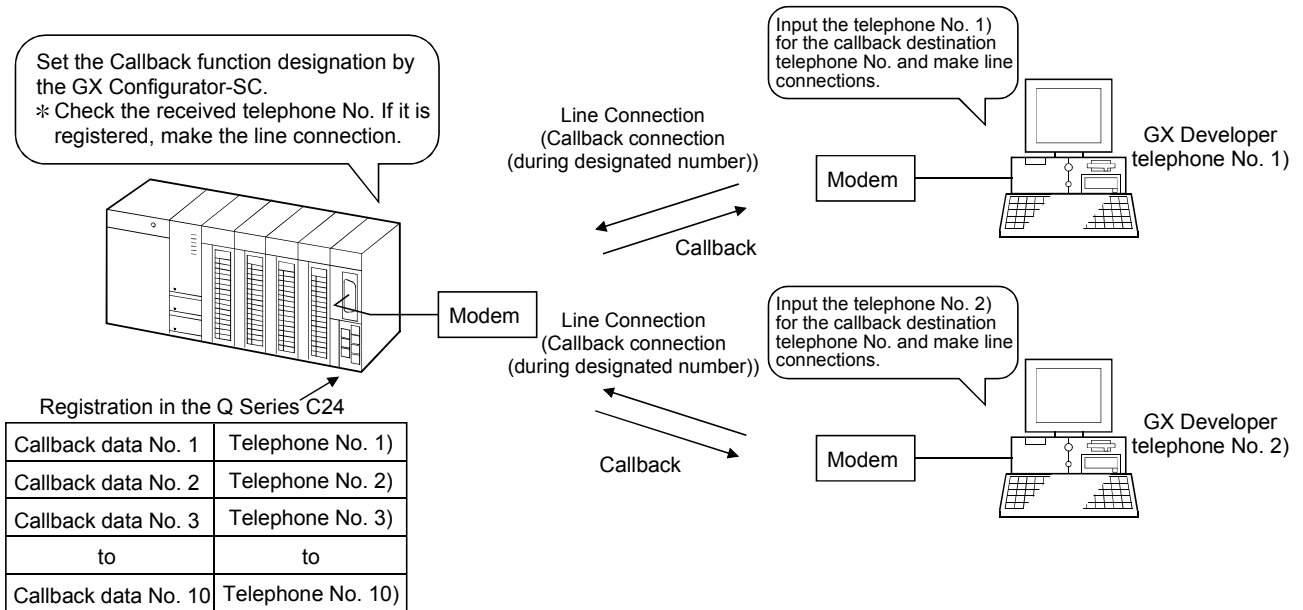 Set the Callback function designation by
the GX Configurator-SC.
* Check the received telephone No. If it is
registered, make the line connection.
Input the telephone No. 1)
for the callback destination
telephone No. and make line
connections.
Line Connection
(Callback connection
(during designated number))
Callback
Modem
GX Developer
telephone No. 1)
Modem
Line Connection
(Callback connection
(during designated number))
Callback
Input the telephone No. 2)
for the callback destination
telephone No. and make line
connections.
Modem
GX Developer
telephone No. 2)
Registration in the Q Series C24
Callback data No. 1 Telephone No. 1)
Callback data No. 2 Telephone No. 2)
Callback data No. 3 Telephone No. 3)
to to
Callback data No. 10 Telephone No. 10)